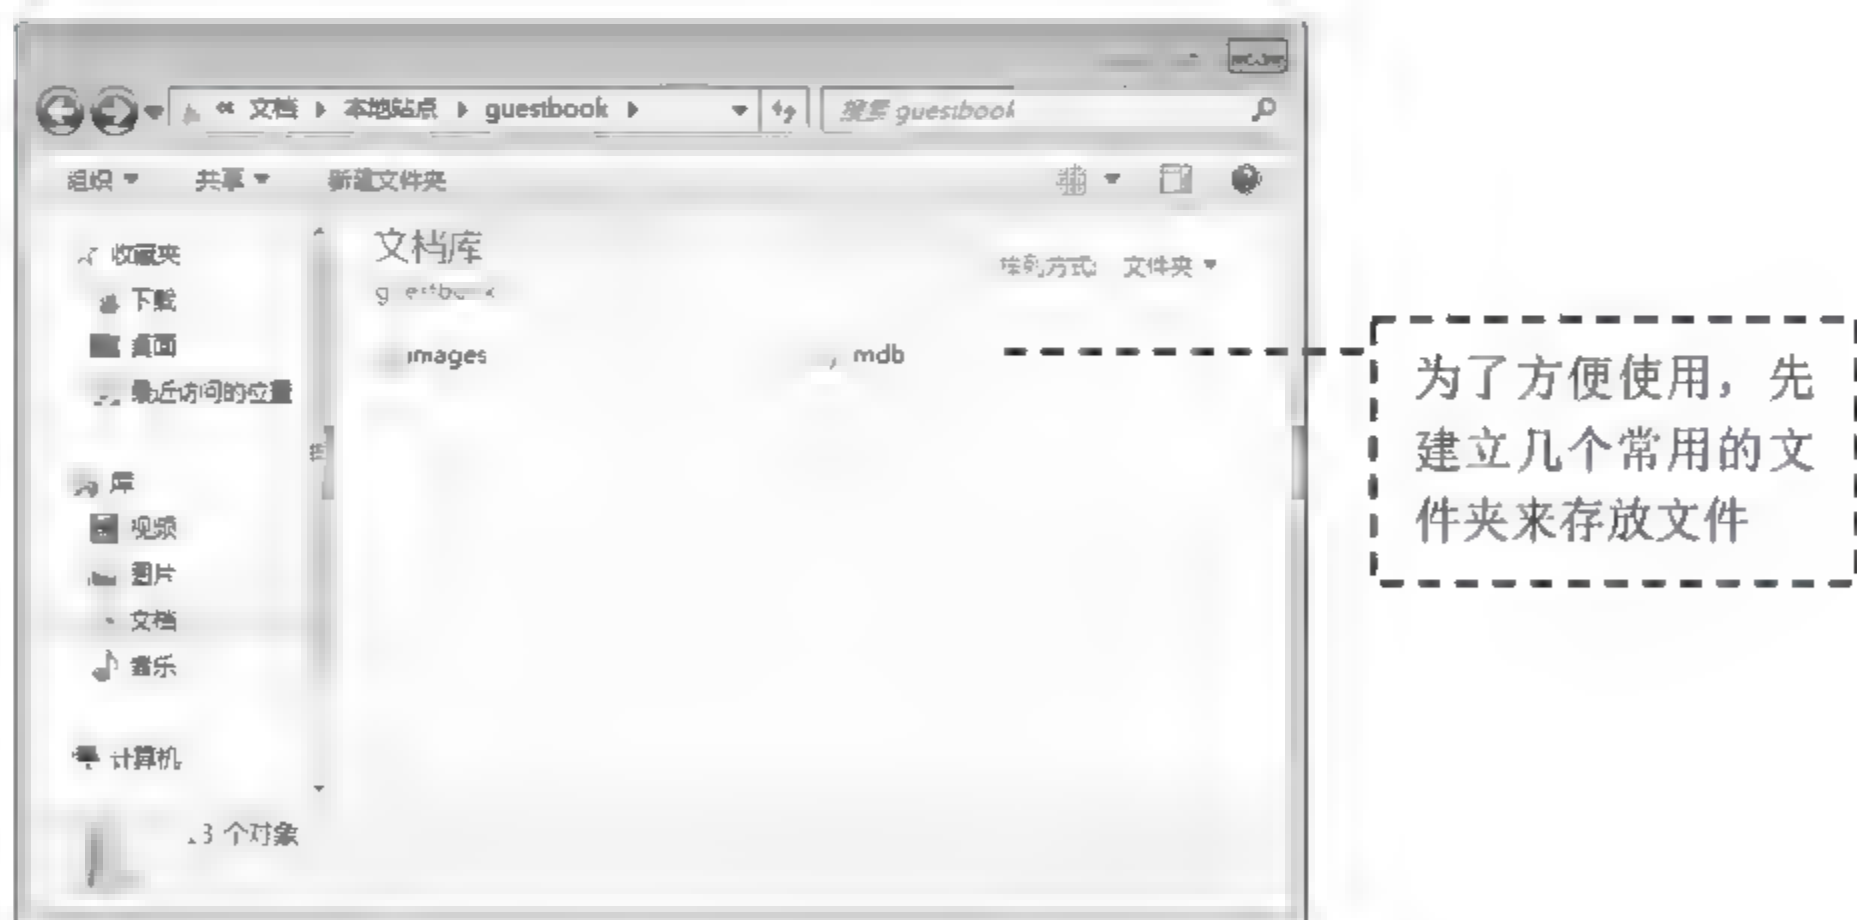 « 文档 ▶ 本地站点 ▶ guestbook ▶ 搜索 guestbook
组织 共享 新建文件夹
收藏夹
下载
桌面
最近访问的位置
库
视频
图片
文档
音乐
计算机
文档库
guestbook
排列方式: 文件夹
images mdb
个对象
为了方便使用，先
建立几个常用的文
件夹来存放文件